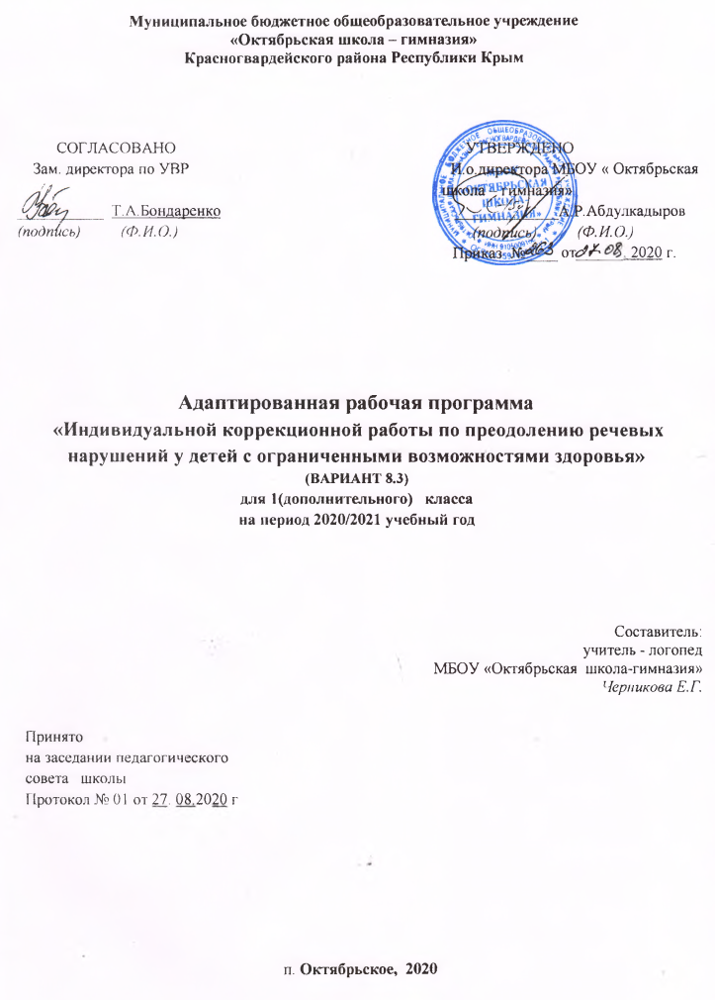 Муниципальное бюджетное общеобразовательное учреждение
«Октябрьская школа – гимназия»
Красногвардейского района Республики Крым
СОГЛАСОВАНО
Зам. директора по УВР
Т.А.Бондаренко
(подпись) (Ф.И.О.)
УТВЕРЖДЕНО
И.о.директора МБОУ « Октябрьская
школа – гимназия»
А.Р.Абдулкадыров
(подпись) (Ф.И.О.)
Приказ № 263 от 27.08. 2020 г.
ОКТЯБРЬСКАЯ
ШКОЛА-
ГИМНАЗИЯ»
Адаптированная рабочая программа
«Индивидуальной коррекционной работы по преодолению речевых
нарушений у детей с ограниченными возможностями здоровья»
(ВАРИАНТ 8.3)
для 1(дополнительного) класса
на период 2020/2021 учебный год
Составитель:
учитель - логопед
МБОУ «Октябрьская школа-гимназия»
Черникова Е.Г.
Принято
на заседании педагогического
совета школы
Протокол № 01 от 27. 08.2020 г
п. Октябрьское, 2020